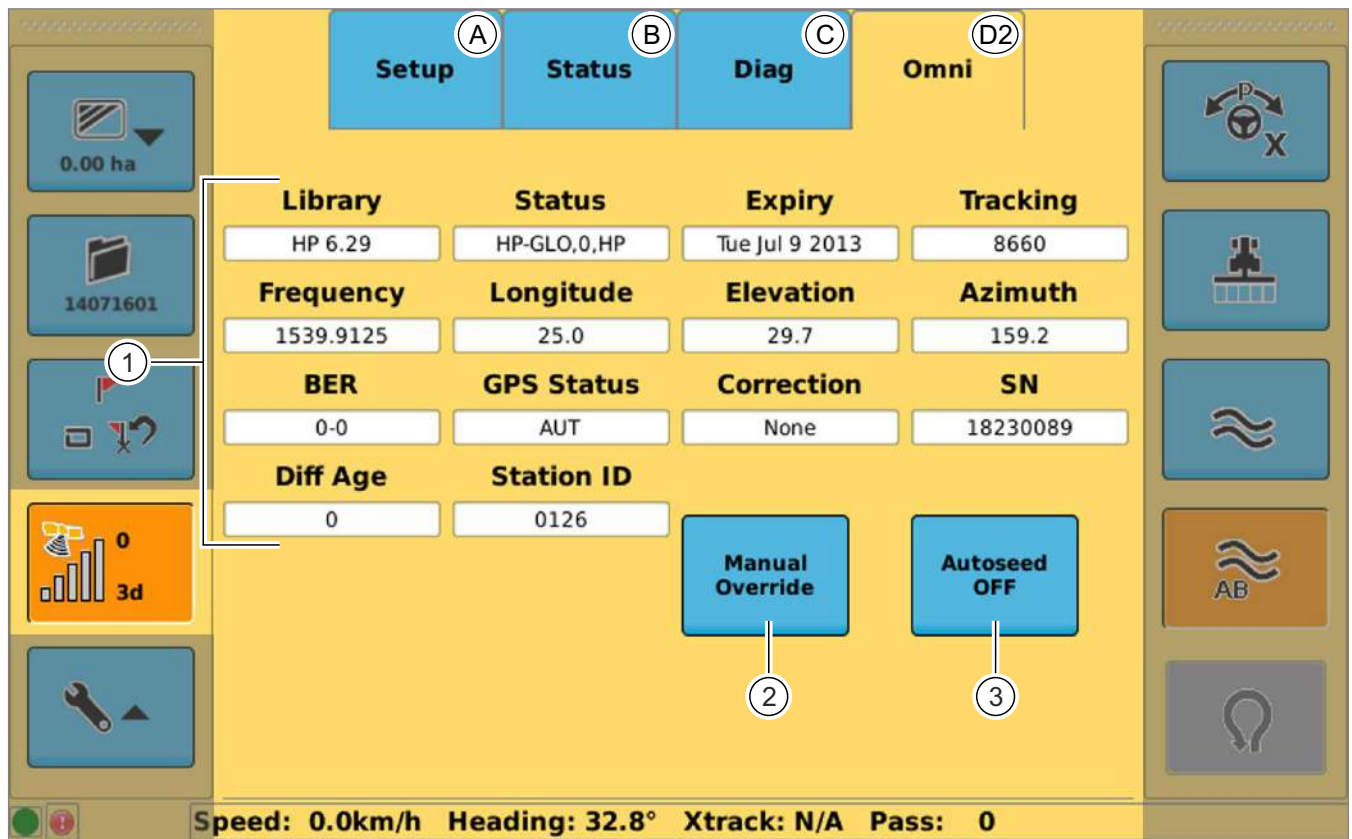 A
B
C
D2
Setup
Status
Diag
Omni
P
X
0.00 ha
Library
Status
Expiry
Tracking
HP 6.29
HP-GLO,0,HP
Tue Jul 9 2013
8660
14071601
Frequency
Longitude
Elevation
Azimuth
1539.9125
25.0
29.7
159.2
1
BER
GPS Status
Correction
SN
0-0
AUT
None
18230089
Diff Age
Station ID
0
0126
0
3d
Manual
Override
Autoseed
OFF
AB
2
3
Speed: 0.0km/h Heading: 32.8° Xtrack: N/A Pass: 0